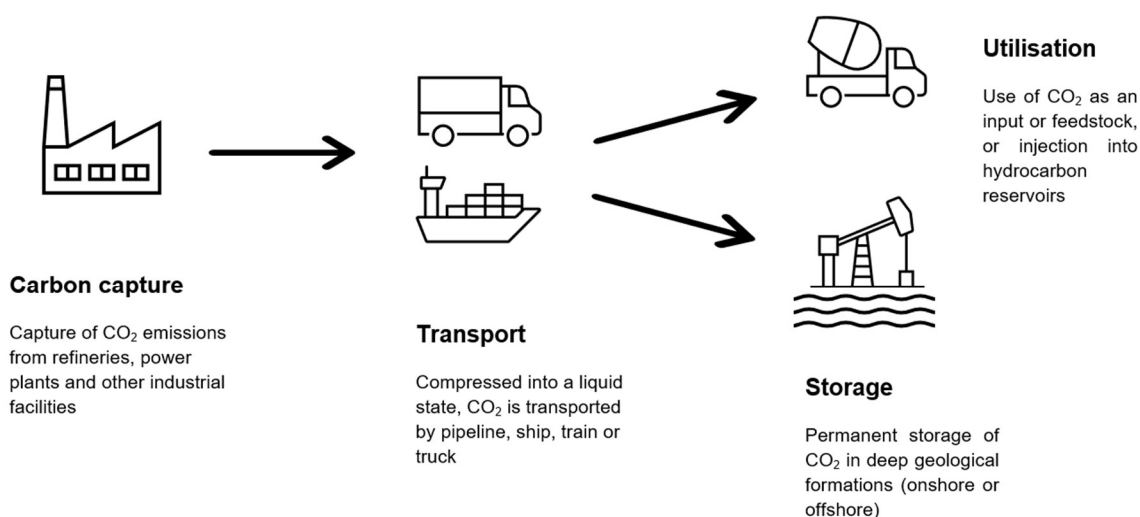 Carbon capture
Capture of CO₂ emissions
from refineries, power
plants and other industrial
facilities
Transport
Compressed into a liquid
state, CO₂ is transported
by pipeline, ship, train or
truck
Utilisation
Use of CO₂ as an
input or feedstock,
or injection into
hydrocarbon
reservoirs
Storage
Permanent storage of
CO₂ in deep geological
formations (onshore or
offshore)